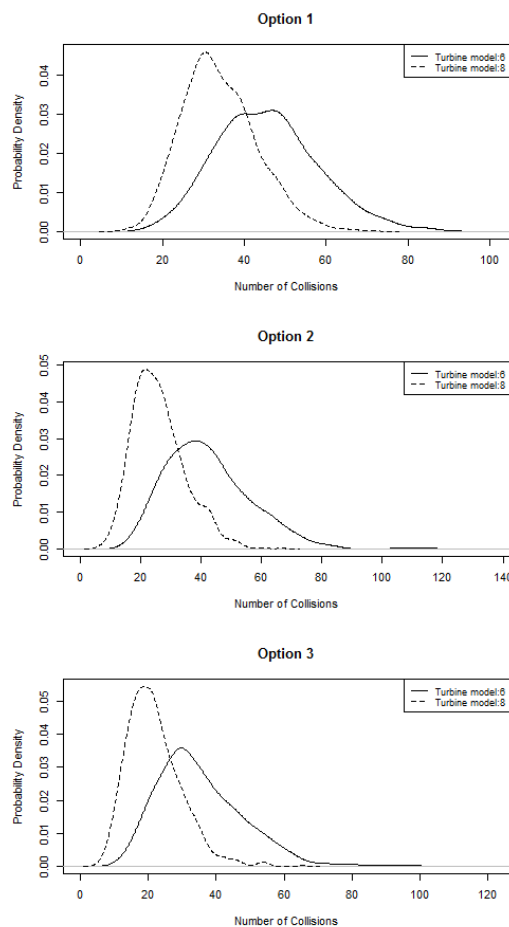 Option 1
Turbine model:6
Turbine model:8
Probability Density
0.00 0.01 0.02 0.03 0.04
0 20 40 60 80 100
Number of Collisions
Option 2
Turbine model:6
Turbine model:8
Probability Density
0.00 0.01 0.02 0.03 0.04 0.05
0 20 40 60 80 100 120 140
Number of Collisions
Option 3
Turbine model:6
Turbine model:8
Probability Density
0.00 0.01 0.02 0.03 0.04 0.05
0 20 40 60 80 100 120
Number of Collisions